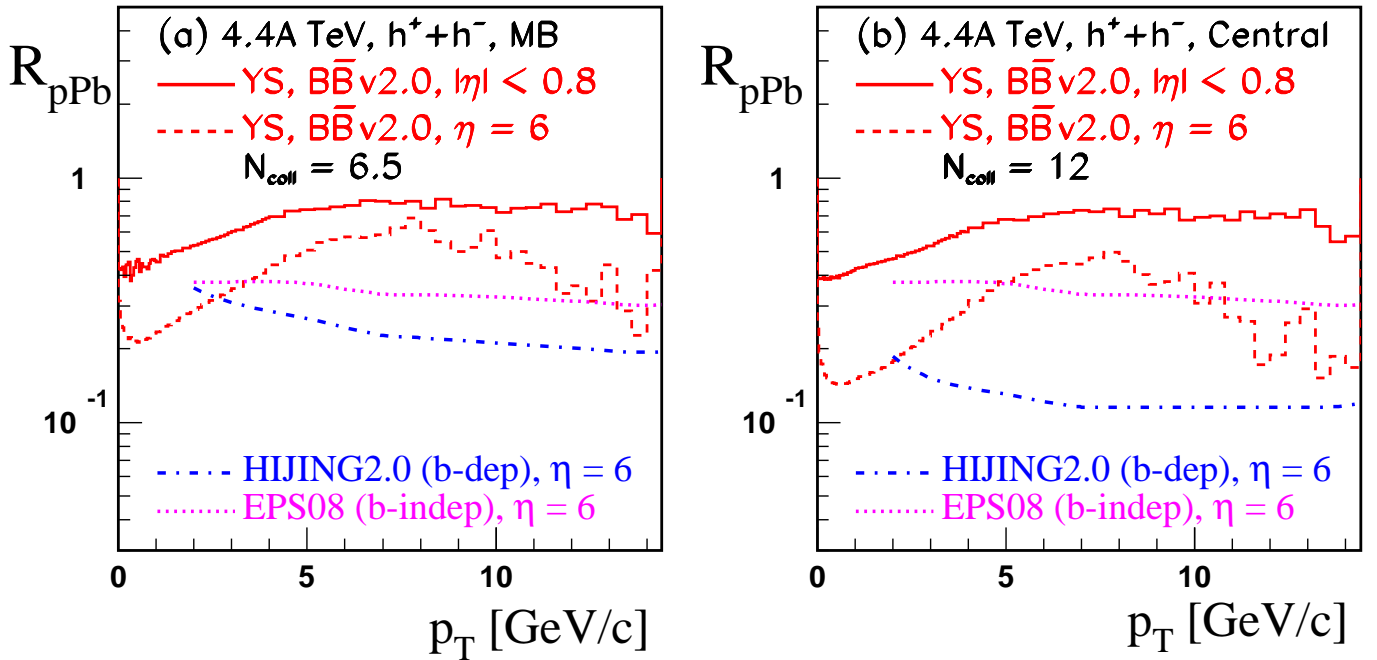 (a) 4.4A TeV, h⁺+h⁻, MB
R_pPb
YS, BB̅ v2.0, |η| < 0.8
YS, BB̅ v2.0, η = 6
N_coll = 6.5
1
10⁻¹
HIJING2.0 (b-dep), η = 6
EPS08 (b-indep), η = 6
0 5 10
p_T [GeV/c]
(b) 4.4A TeV, h⁺+h⁻, Central
R_pPb
YS, BB̅ v2.0, |η| < 0.8
YS, BB̅ v2.0, η = 6
N_coll = 12
1
10⁻¹
HIJING2.0 (b-dep), η = 6
EPS08 (b-indep), η = 6
0 5 10
p_T [GeV/c]